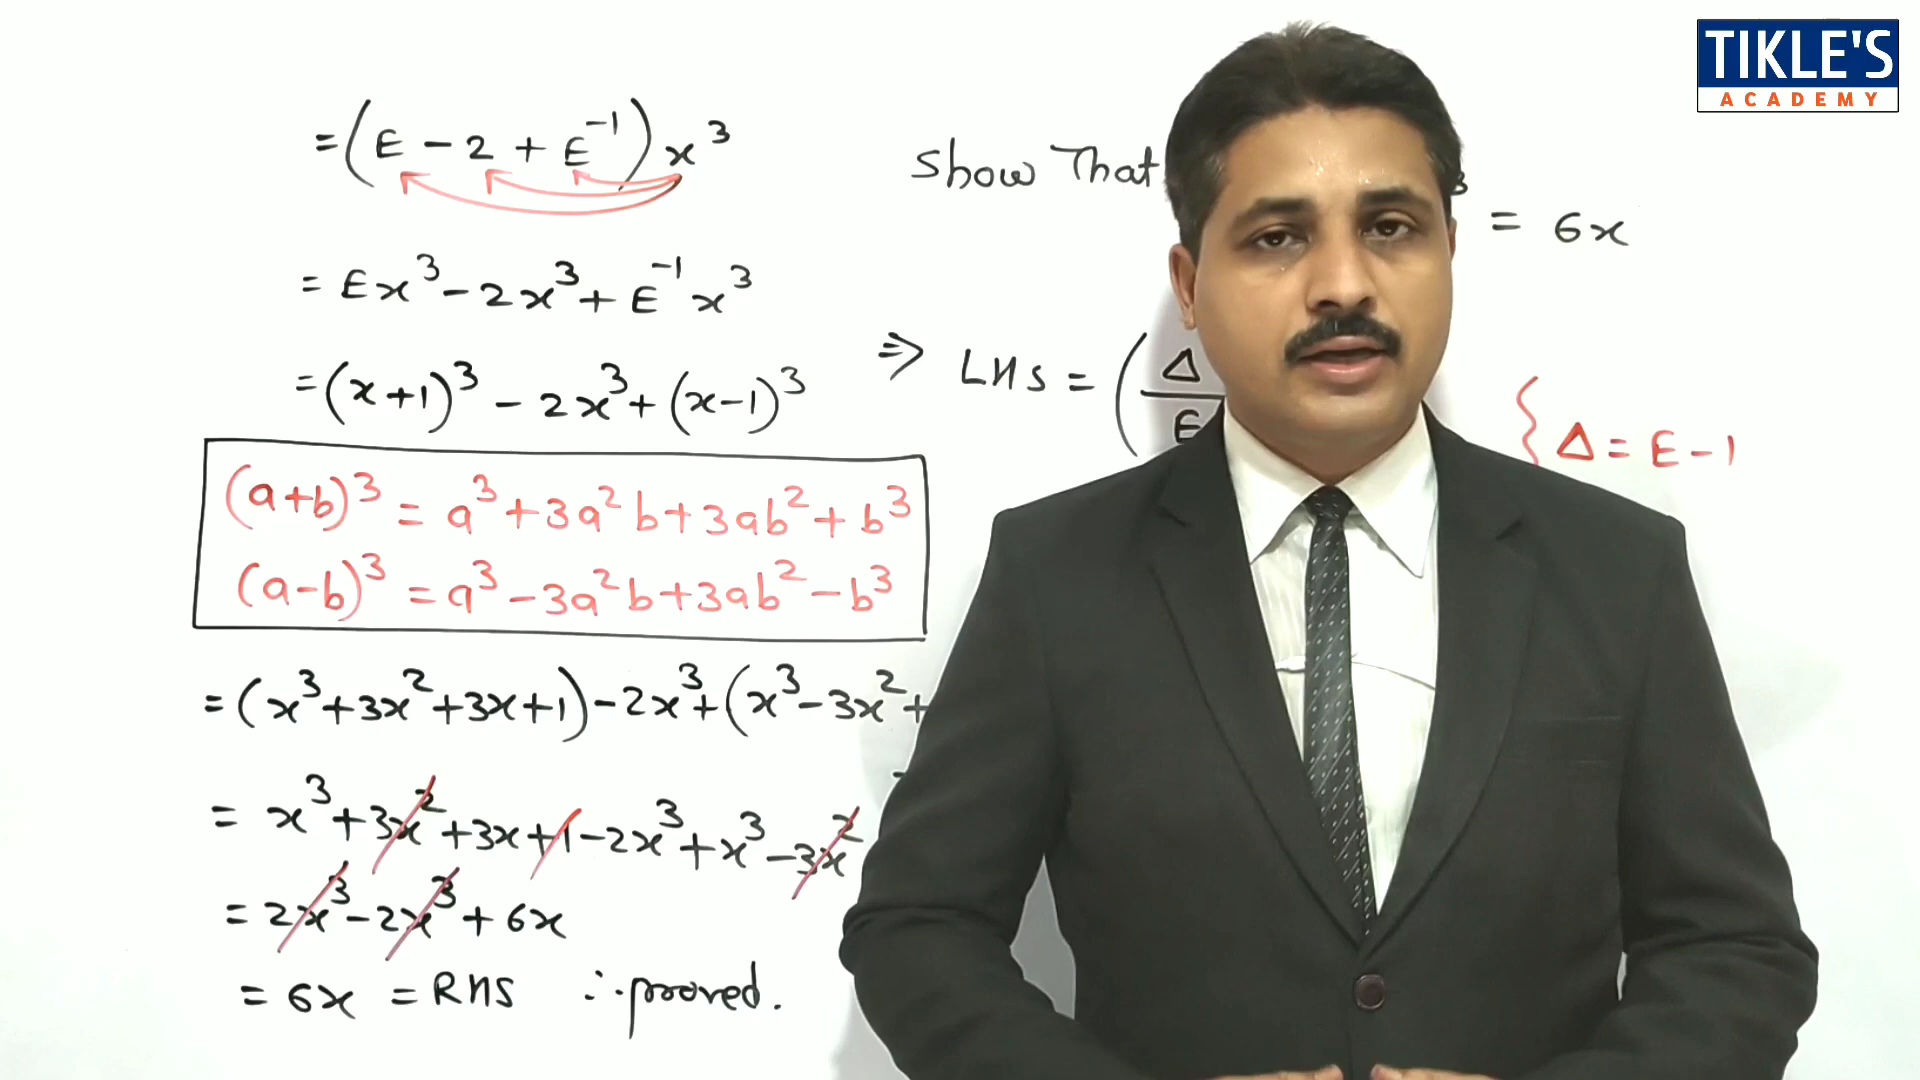 = (E - 2 + E⁻¹) x³
= Ex³ - 2x³ + E⁻¹x³
= (x+1)³ - 2x³ + (x-1)³
(a+b)³ = a³ + 3a²b + 3ab² + b³
(a-b)³ = a³ - 3a²b + 3ab² - b³
= (x³ + 3x² + 3x + 1) - 2x³ + (x³ - 3x² +
= x³ + 3x² + 3x + 1 - 2x³ + x³ - 3x²
= 2x³ - 2x³ + 6x
= 6x = RHS ∴ proved.
Show That
³ = 6x
⇒ LHS = (Δ
E
{ Δ = E - 1
TIKLE'S
ACADEMY